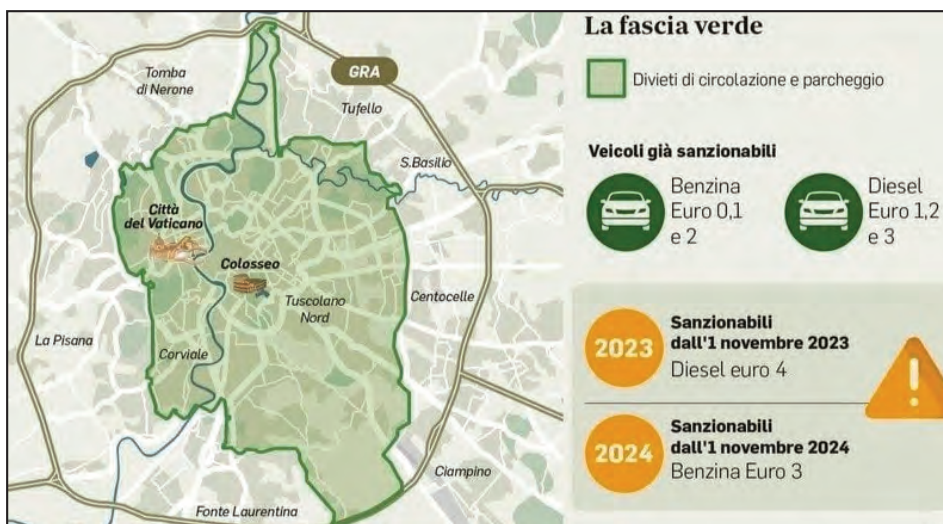 GRA
Tomba
di Nerone
Tufello
S.Basilio
Città
del Vaticano
Colosseo
Tuscolano
Nord
Centocelle
La Pisana
Corviale
Ciampino
Fonte Laurentina
La fascia verde
Divieti di circolazione e parcheggio
Veicoli già sanzionabili
Benzina
Euro 0,1
e 2
Diesel
Euro 1,2
e 3
2023
Sanzionabili
dall'1 novembre 2023
Diesel euro 4
2024
Sanzionabili
dall'1 novembre 2024
Benzina Euro 3